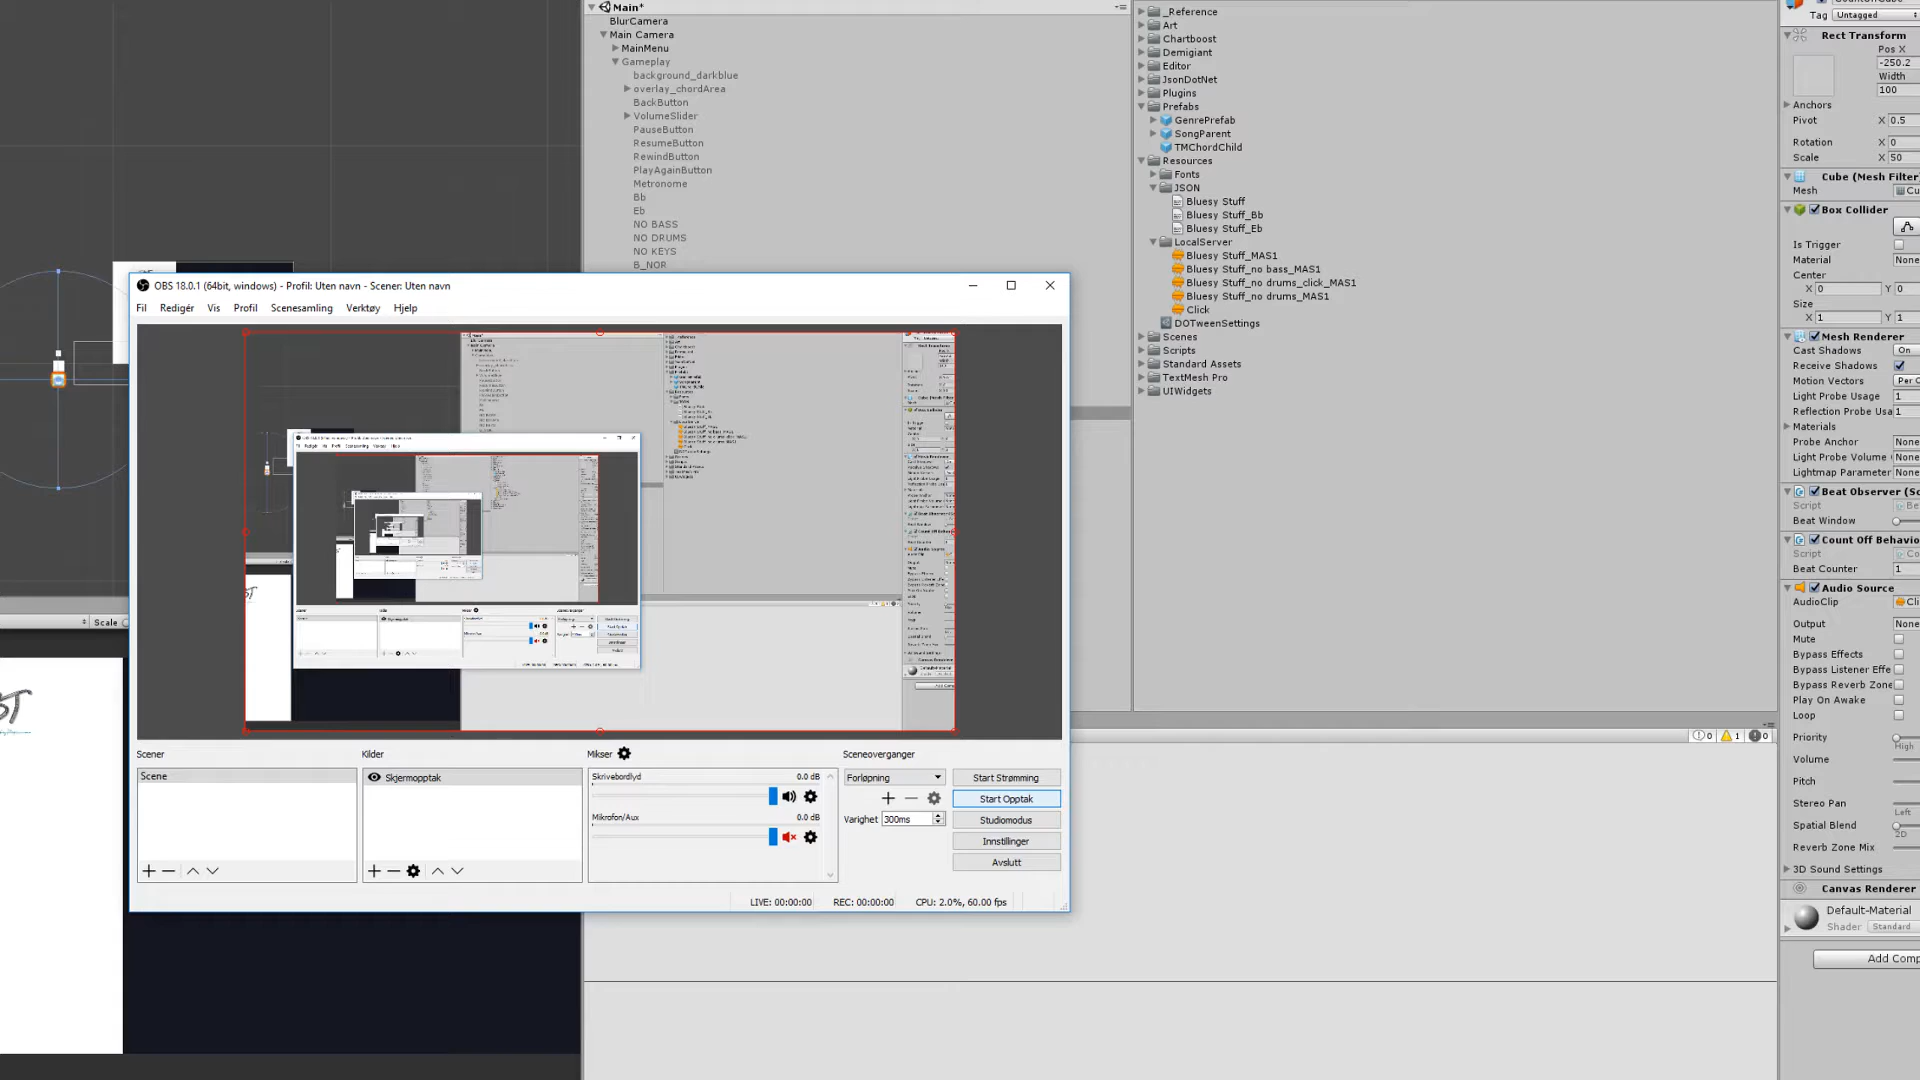 Main*
BlurCamera
Main Camera
MainMenu
Gameplay
background_darkblue
overlay_chordArea
BackButton
VolumeSlider
PauseButton
ResumeButton
RewindButton
PlayAgainButton
Metronome
Bb
Eb
NO BASS
NO DRUMS
NO KEYS
B_NOR
_Reference
Art
Chartboost
Demigiant
Editor
JsonDotNet
Plugins
Prefabs
GenrePrefab
SongParent
TMChordChild
Resources
Fonts
JSON
Bluesy Stuff
Bluesy Stuff_Bb
Bluesy Stuff_Eb
LocalServer
Bluesy Stuff_MAS1
Bluesy Stuff_no bass_MAS1
Bluesy Stuff_no drums_click_MAS1
Bluesy Stuff_no drums_MAS1
Click
DOTweenSettings
Scenes
Scripts
Standard Assets
TextMesh Pro
UIWidgets
Tag Untagged
Rect Transform
Pos X
-250.2
Width
100
Anchors
Pivot X 0.5
Rotation X 0
Scale X 50
Cube (Mesh Filter)
Mesh Cu
Box Collider
Is Trigger
Material None
Center
X 0 Y 0
Size
X 1 Y 1
Mesh Renderer
Cast Shadows On
Receive Shadows
Motion Vectors Per O
Light Probe Usage 1
Reflection Probe Usa 1
Materials
Probe Anchor None
Light Probe Volume None
Lightmap Parameter None
Beat Observer (Sc
Script Be
Beat Window
Count Off Behavio
Script Co
Beat Counter 1
Audio Source
AudioClip Cli
Output None
Mute
Bypass Effects
Bypass Listener Effe
Bypass Reverb Zone
Play On Awake
Loop
Priority
High
Volume
Pitch
Stereo Pan
Left
Spatial Blend
2D
Reverb Zone Mix
3D Sound Settings
Canvas Renderer
Default-Material
Shader Standard
Add Comp
0 1 0
Scale
OBS 18.0.1 (64bit, windows) - Profil: Uten navn - Scener: Uten navn
Fil Redigér Vis Profil Scenesamling Verktøy Hjelp
Scener Kilder Mikser Sceneoverganger
Scene
Skjermopptak
Skrivebordlyd 0.0 dB
Mikrofon/Aux 0.0 dB
Forløpning
Varighet 300ms
Start Strømming
Start Opptak
Studiomodus
Innstillinger
Avslutt
LIVE: 00:00:00 REC: 00:00:00 CPU: 2.0%, 60.00 fps